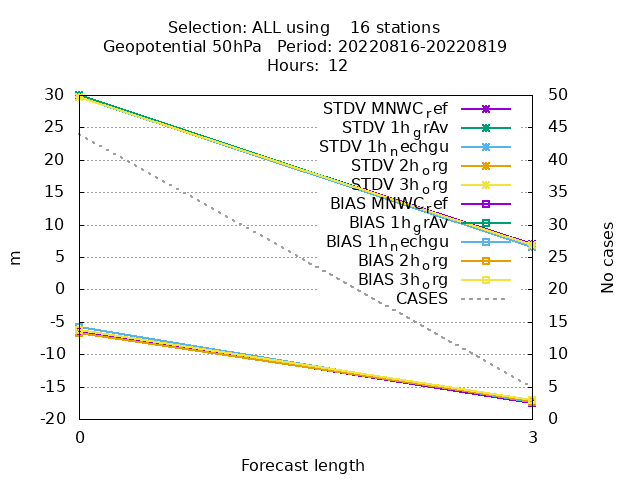 Selection: ALL using    16 stations
Geopotential 50hPa   Period: 20220816-20220819
Hours: 12
30
25
20
15
10
5
0
-5
-10
-15
-20
m
STDV MNWC_ref
STDV 1h_grAv
STDV 1h_nechgu
STDV 2h_org
STDV 3h_org
BIAS MNWC_ref
BIAS 1h_grAv
BIAS 1h_nechgu
BIAS 2h_org
BIAS 3h_org
CASES
50
45
40
35
30
25
20
15
10
5
0
No cases
0
3
Forecast length